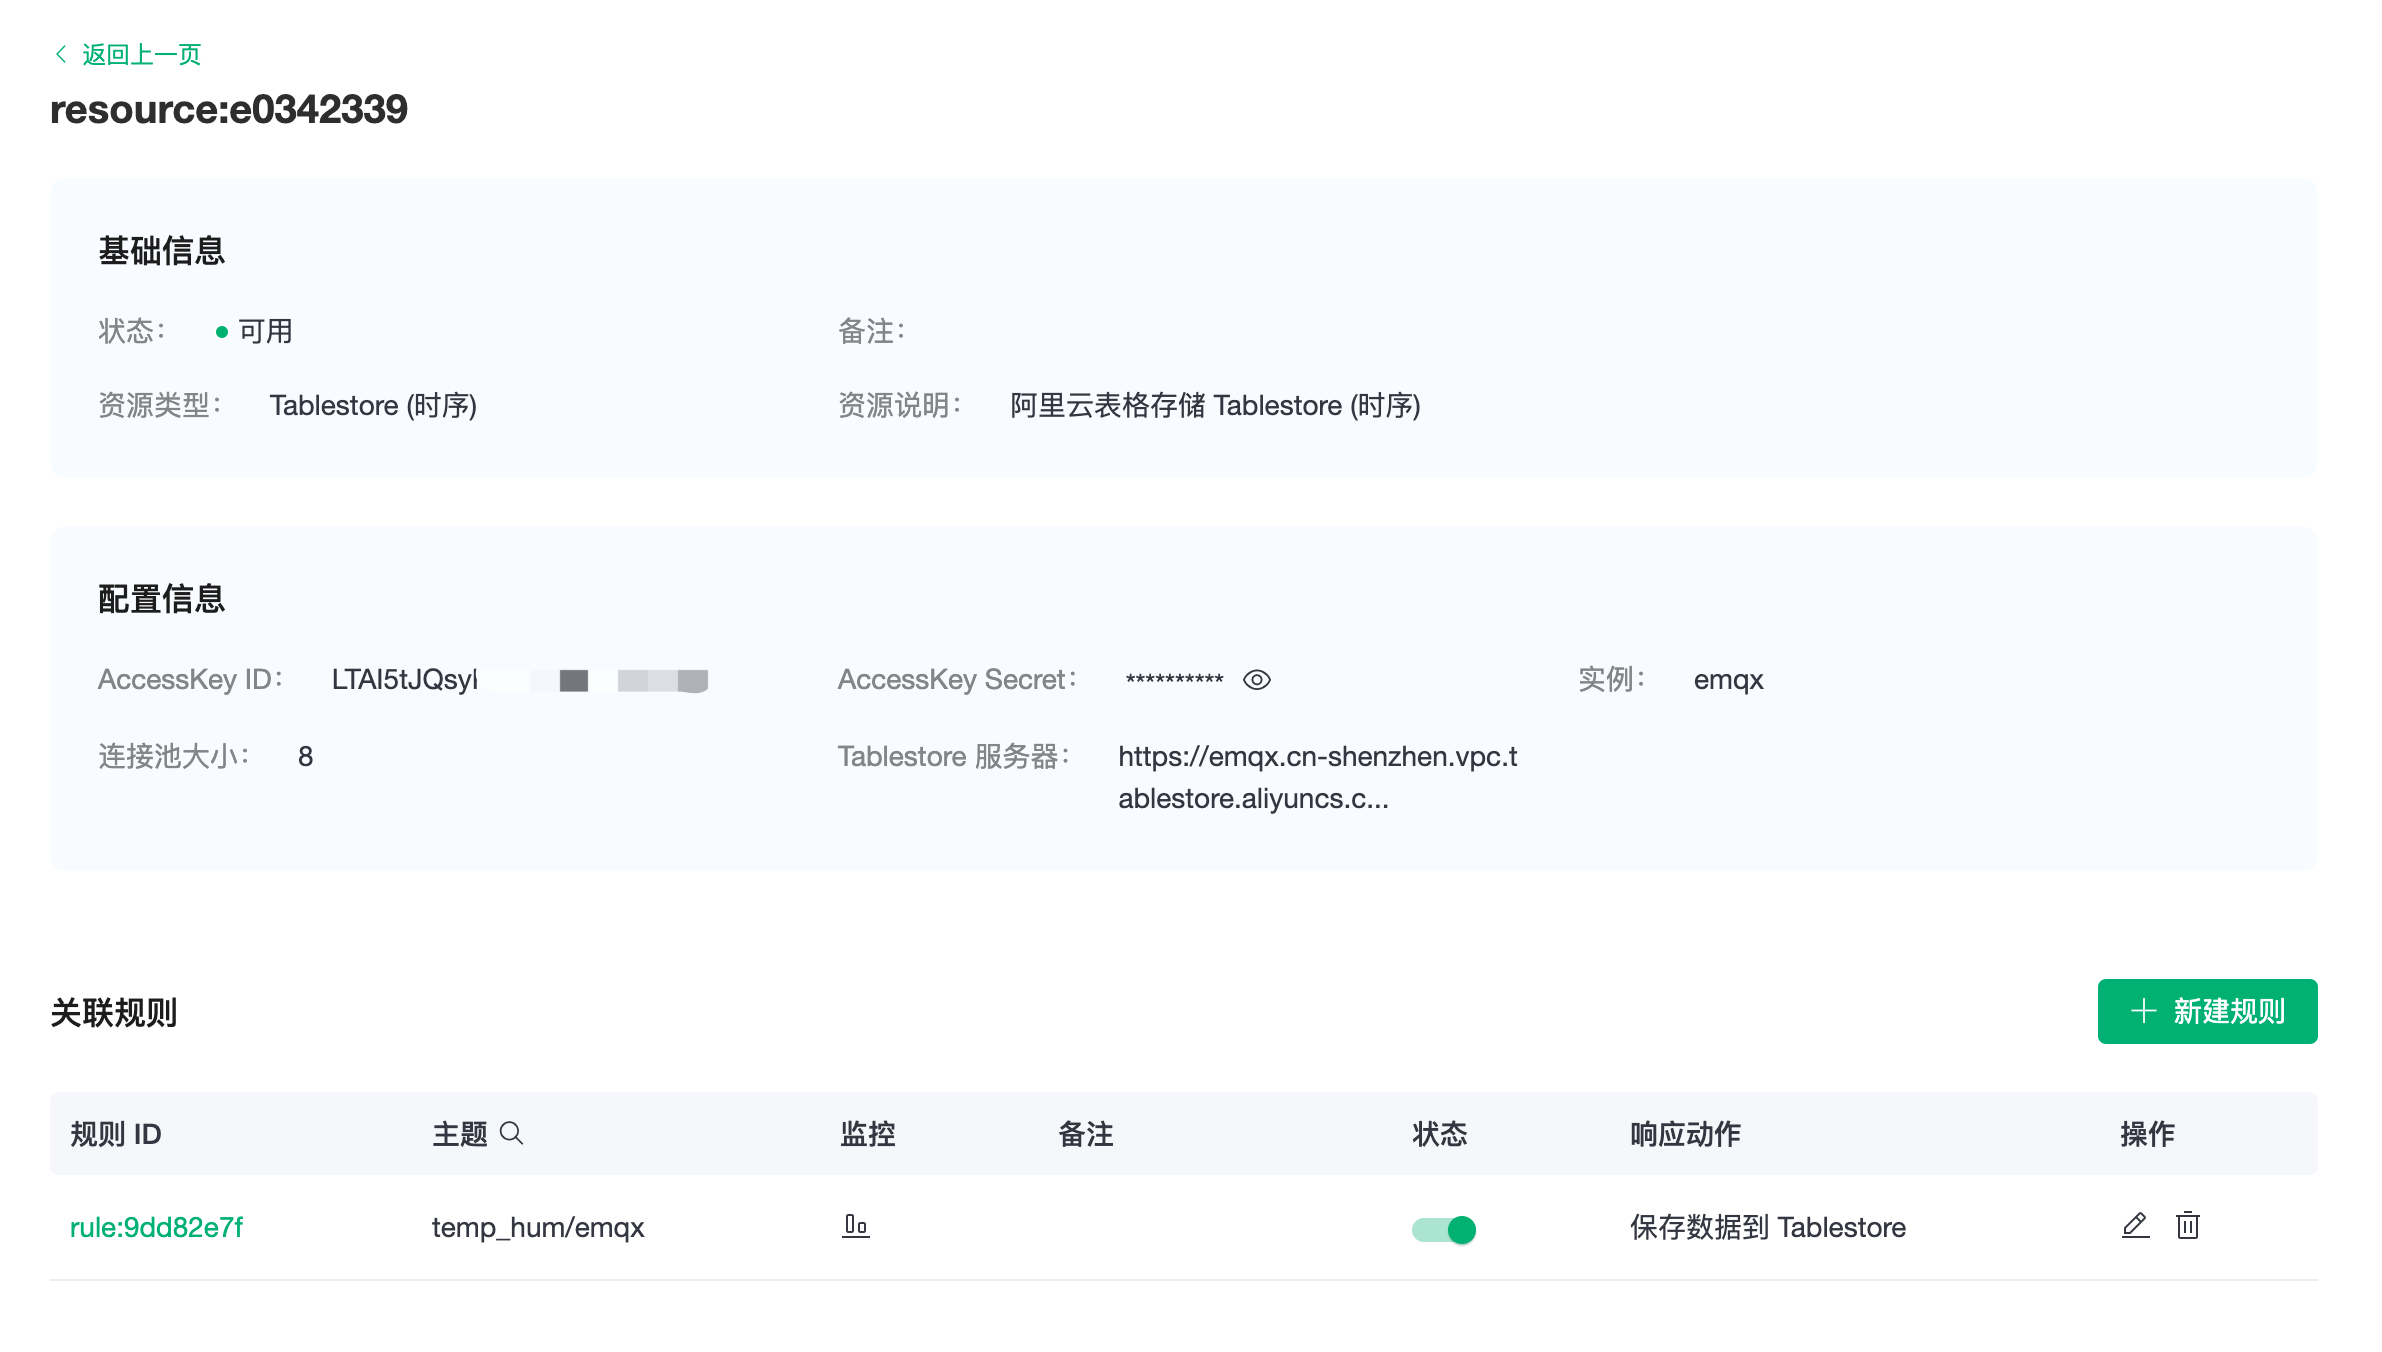 返回上一页
resource:e0342339
基础信息
状态： 可用 备注：
资源类型： Tablestore (时序) 资源说明： 阿里云表格存储 Tablestore (时序)
配置信息
AccessKey ID： LTAI5tJQsyl AccessKey Secret： ********** 实例： emqx
连接池大小： 8 Tablestore 服务器： https://emqx.cn-shenzhen.vpc.t
ablestore.aliyuncs.c...
关联规则 新建规则
规则 ID 主题 监控 备注 状态 响应动作 操作
rule:9dd82e7f temp_hum/emqx 保存数据到 Tablestore